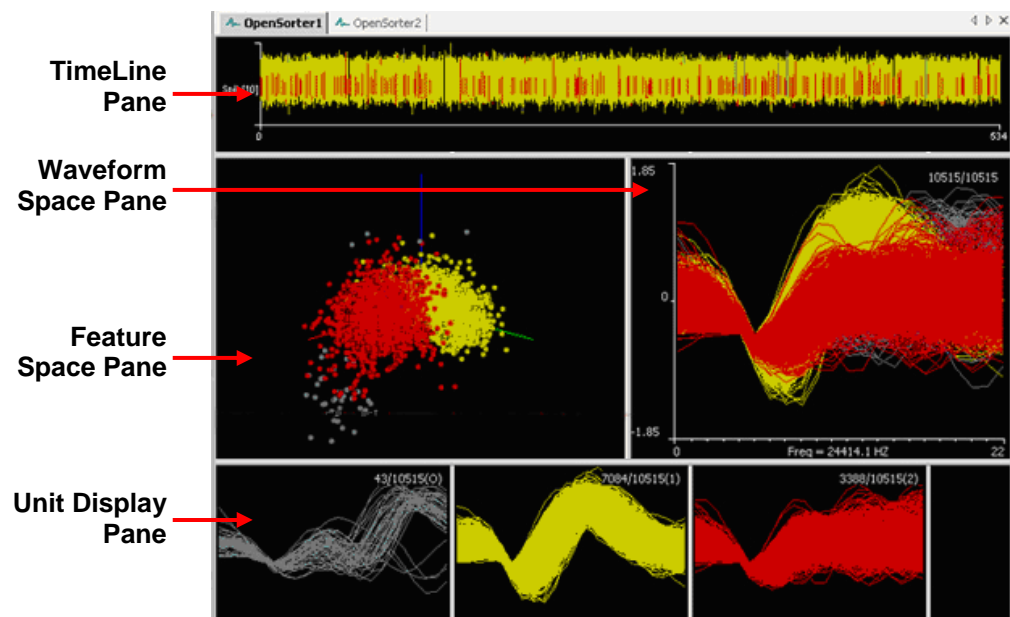 OpenSorter1
OpenSorter2
TimeLine
Pane
0
534
Waveform
Space Pane
1.85
10515/10515
0
-1.85
0
Freq = 24414.1 HZ
22
Feature
Space Pane
Unit Display
Pane
43/10515(0)
7084/10515(1)
3388/10515(2)